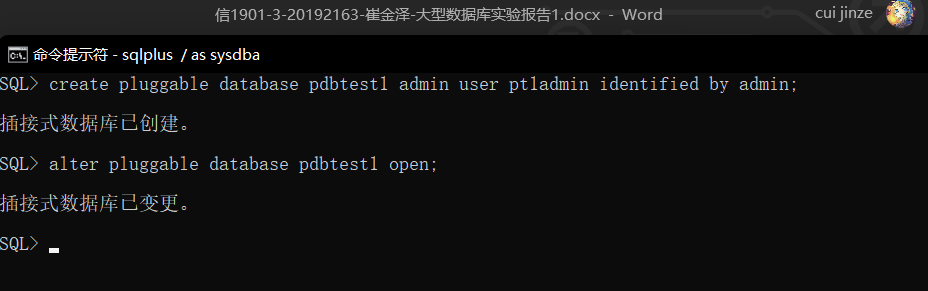 信1901-3-20192163-崔金泽-大型数据库实验报告1.docx - Word
cui jinze
命令提示符 - sqlplus / as sysdba
SQL> create pluggable database pdbtest1 admin user pt1admin identified by admin;
插接式数据库已创建。
SQL> alter pluggable database pdbtest1 open;
插接式数据库已变更。
SQL>